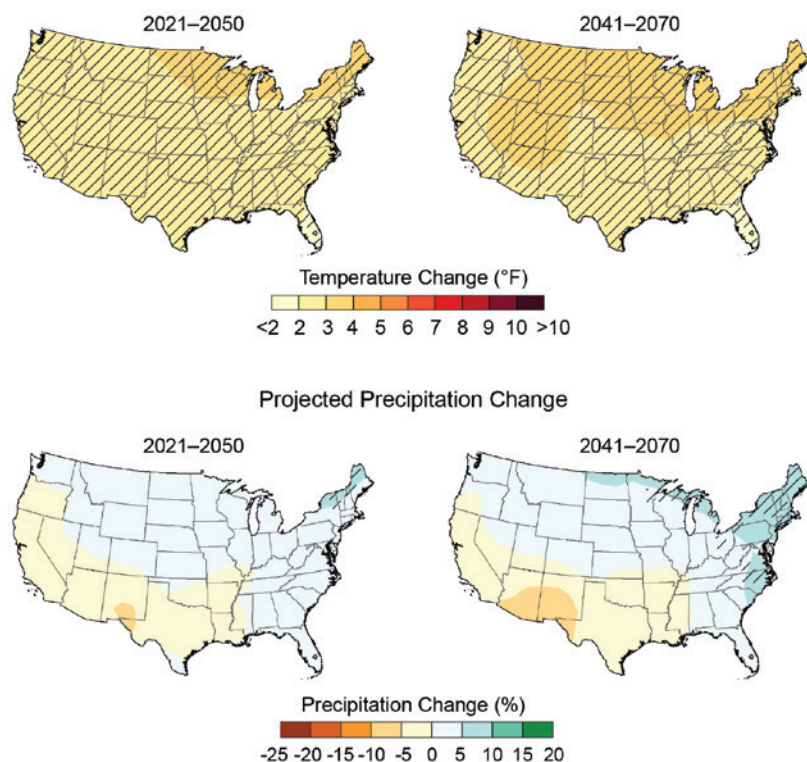 2021–2050 2041–2070
Temperature Change (°F)
<2 2 3 4 5 6 7 8 9 10 >10
Projected Precipitation Change
2021–2050 2041–2070
Precipitation Change (%)
-25 -20 -15 -10 -5 0 5 10 15 20